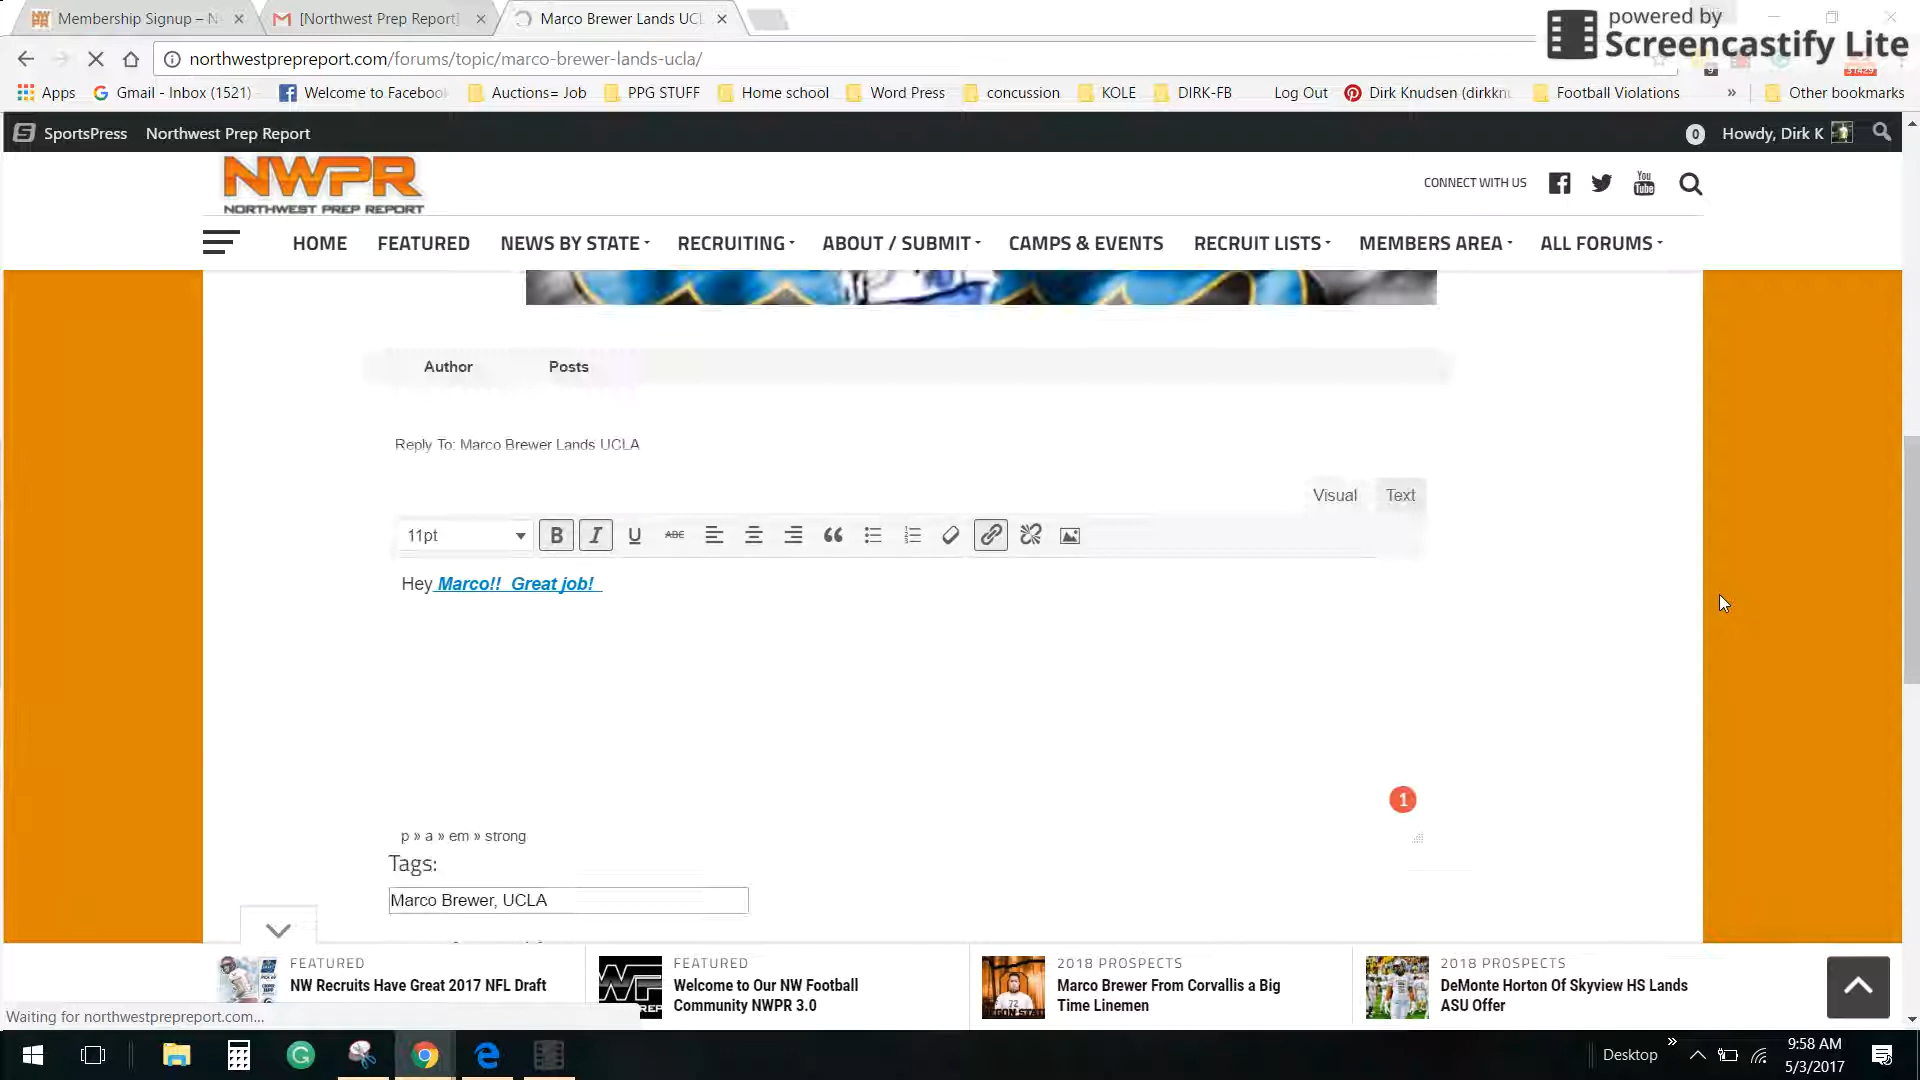 Membership Signup – N
[Northwest Prep Report]
Marco Brewer Lands UCL
powered by
Screencastify Lite
northwestprepreport.com/forums/topic/marco-brewer-lands-ucla/
Apps
Gmail - Inbox (1521)
Welcome to Faceboo
Auctions= Job
PPG STUFF
Home school
Word Press
concussion
KOLE
DIRK-FB
Log Out
Dirk Knudsen (dirkkn
Football Violations
»
Other bookmarks
SportsPress
Northwest Prep Report
0
Howdy, Dirk K
NWPR
NORTHWEST PREP REPORT
CONNECT WITH US
You Tube
HOME
FEATURED
NEWS BY STATE
RECRUITING
ABOUT / SUBMIT
CAMPS & EVENTS
RECRUIT LISTS
MEMBERS AREA
ALL FORUMS
Author
Posts
Reply To: Marco Brewer Lands UCLA
Visual
Text
11pt
B
I
U
ABC
Hey Marco!!  Great job!
1
p » a » em » strong
Tags:
Marco Brewer, UCLA
FEATURED
NW Recruits Have Great 2017 NFL Draft
FEATURED
Welcome to Our NW Football
Community NWPR 3.0
2018 PROSPECTS
Marco Brewer From Corvallis a Big
Time Linemen
2018 PROSPECTS
DeMonte Horton Of Skyview HS Lands
ASU Offer
Waiting for northwestprepreport.com...
Desktop
»
9:58 AM
5/3/2017